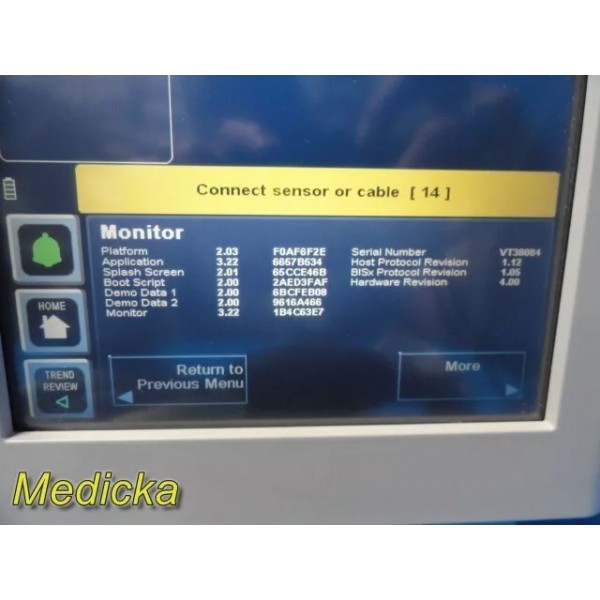 Connect sensor or cable [ 14 ]
Monitor
Platform 2.03 F0AF6F2E Serial Number VT38084
Application 3.22 6657B534 Host Protocol Revision 1.12
Splash Screen 2.01 65CCE46B BISx Protocol Revision 1.05
Boot Script 2.00 2AED3FAF Hardware Revision 4.00
Demo Data 1 2.00 6BCFEB08
Demo Data 2 2.00 9616A466
Monitor 3.22 1B4C63E7
HOME
TREND
REVIEW
Return to
Previous Menu
More
Medicka